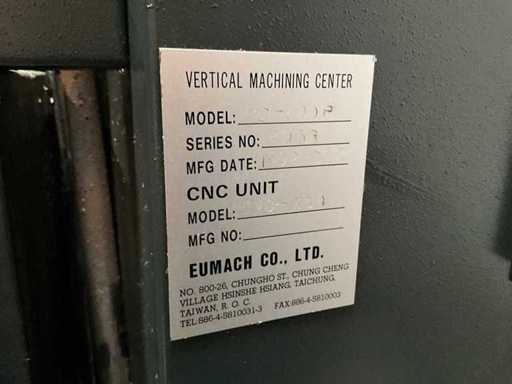 VERTICAL MACHINING CENTER
MODEL:
SERIES NO:
MFG DATE:
CNC UNIT
MODEL:
MFG NO:
EUMACH CO., LTD.
NO. 800-26, CHUNGHO ST., CHUNG CHENG
VILLAGE HSINSHE HSIANG, TAICHUNG,
TAIWAN, R. O. C.
TEL:886-4-5810031-3 FAX:886-4-5810003